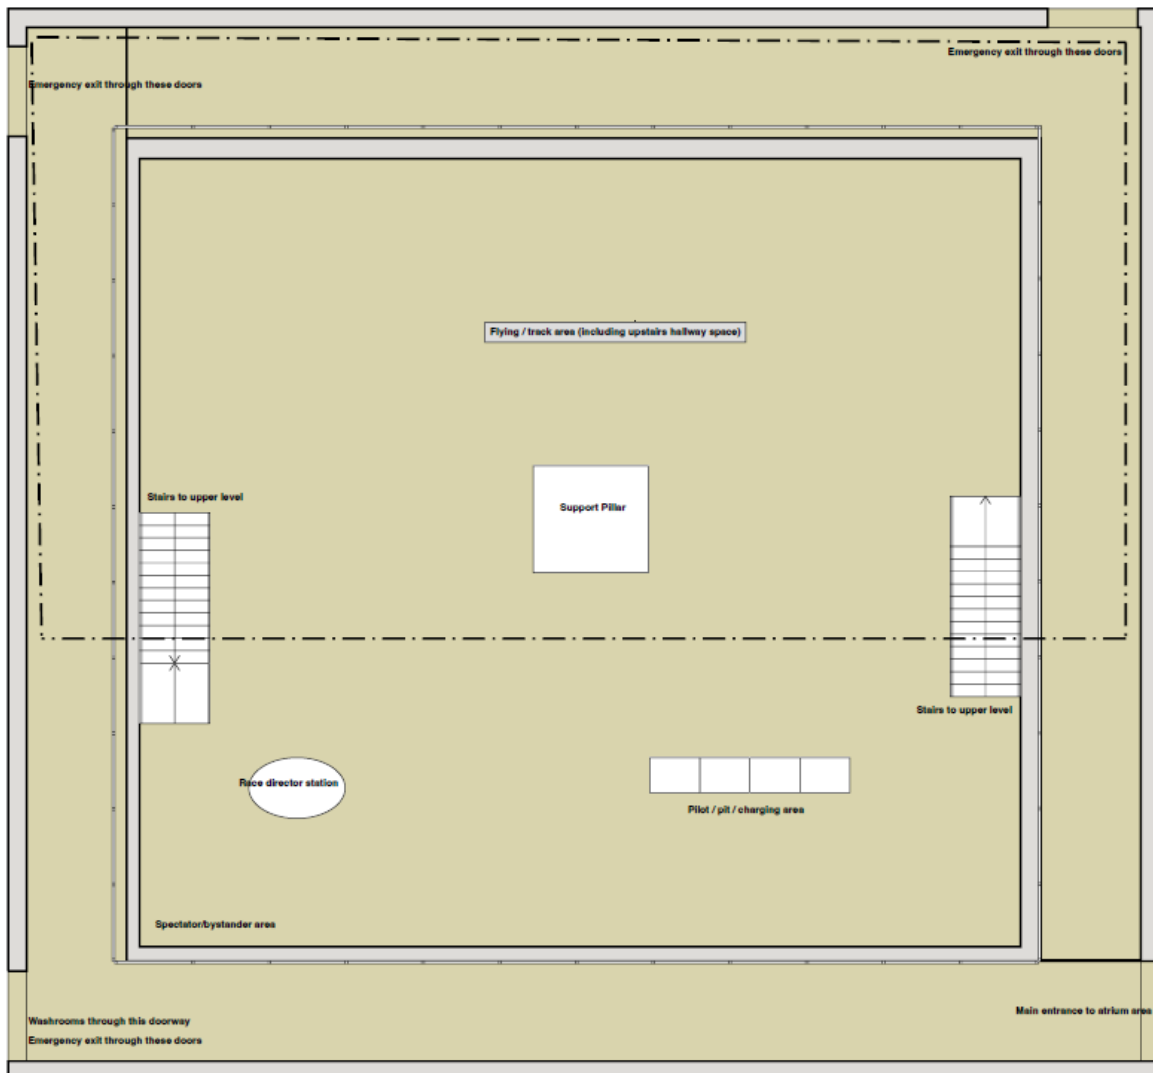 Emergency exit through these doors
Emergency exit through these doors
Flying / track area (including upstairs hallway space)
Stairs to upper level
Support Pillar
Stairs to upper level
Race director station
Pilot / pit / charging area
Spectator/bystander area
Main entrance to atrium area
Washrooms through this doorway
Emergency exit through these doors